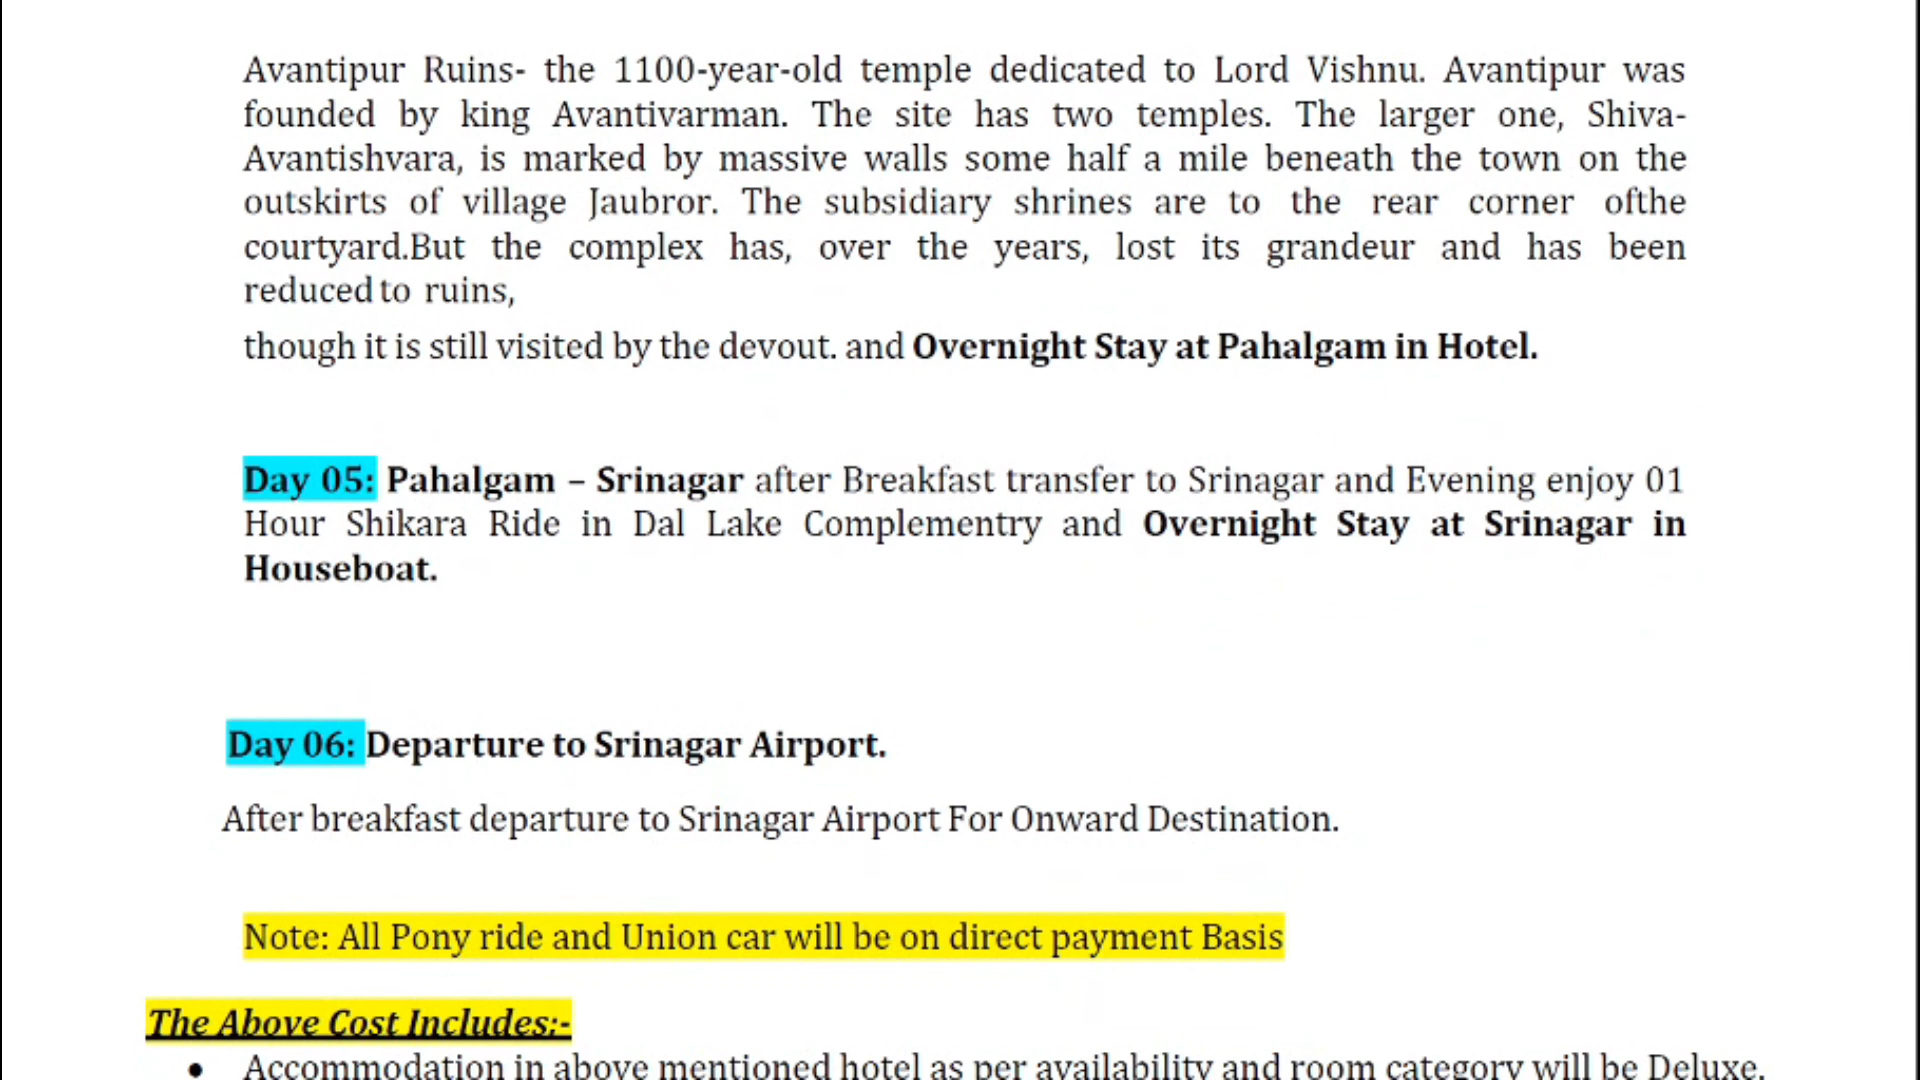 Avantipur Ruins- the 1100-year-old temple dedicated to Lord Vishnu. Avantipur was
founded by king Avantivarman. The site has two temples. The larger one, Shiva-
Avantishvara, is marked by massive walls some half a mile beneath the town on the
outskirts of village Jaubror. The subsidiary shrines are to the rear corner ofthe
courtyard.But the complex has, over the years, lost its grandeur and has been
reduced to ruins,
though it is still visited by the devout. and Overnight Stay at Pahalgam in Hotel.
Day 05: Pahalgam – Srinagar after Breakfast transfer to Srinagar and Evening enjoy 01
Hour Shikara Ride in Dal Lake Complementry and Overnight Stay at Srinagar in
Houseboat.
Day 06: Departure to Srinagar Airport.
After breakfast departure to Srinagar Airport For Onward Destination.
Note: All Pony ride and Union car will be on direct payment Basis
The Above Cost Includes:-
• Accommodation in above mentioned hotel as per availability and room category will be Deluxe.